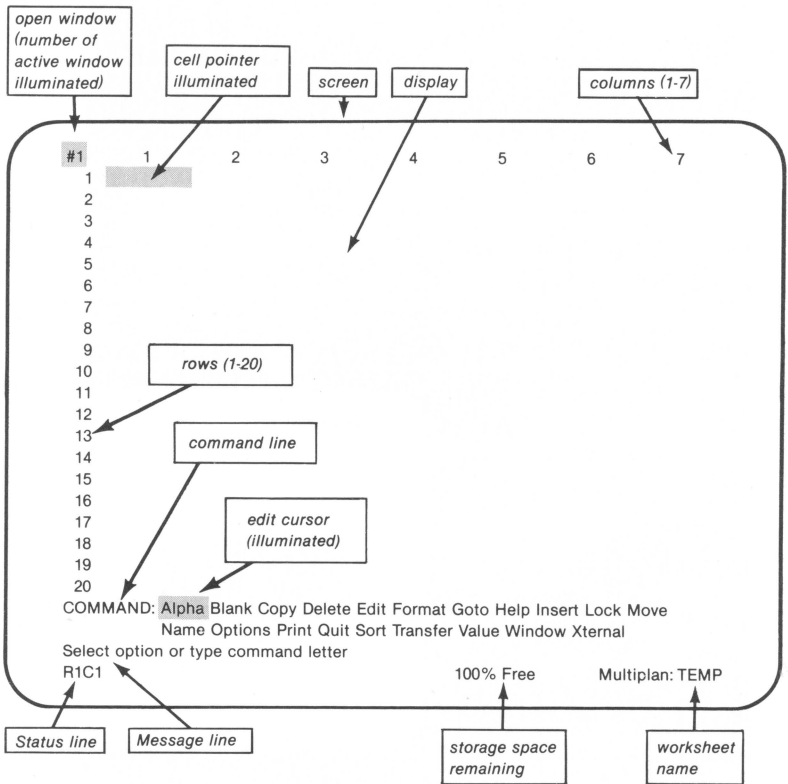 open window
(number of
active window
illuminated)
cell pointer
illuminated
screen
display
columns (1-7)
#1 1 2 3 4 5 6 7
1
2
3
4
5
6
7
8
9
10
11
12
13
14
15
16
17
18
19
20
rows (1-20)
command line
edit cursor
(illuminated)
COMMAND: Alpha Blank Copy Delete Edit Format Goto Help Insert Lock Move
Name Options Print Quit Sort Transfer Value Window Xternal
Select option or type command letter
R1C1 100% Free Multiplan: TEMP
Status line
Message line
storage space
remaining
worksheet
name